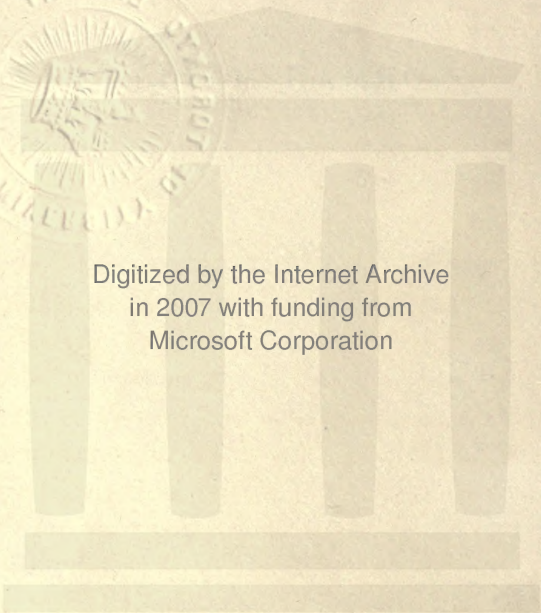 Digitized by the Internet Archive
in 2007 with funding from
Microsoft Corporation